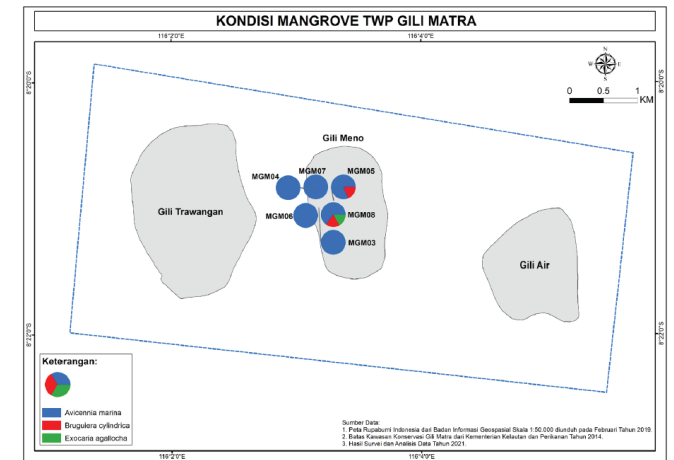 KONDISI MANGROVE TWP GILI MATRA
116°2'0"E 116°4'0"E
8°20'0"S 8°20'0"S
N
W E
S
0 0.5 1
KM
Gili Meno
MGM04 MGM07 MGM05
Gili Trawangan
MGM06 MGM08
MGM03
Gili Air
8°22'0"S 8°22'0"S
Keterangan:
Avicennia marina
Bruguiera cylindrica
Exocaria agallocha
Sumber Data:
1. Peta Rupabumi Indonesia dari Badan Informasi Geospasial Skala 1:50.000 diunduh pada Februari Tahun 2019.
2. Batas Kawasan Konservasi Gili Matra dari Kementerian Kelautan dan Perikanan Tahun 2014.
3. Hasil Survei dan Analisis Data Tahun 2021.
116°2'0"E 116°4'0"E